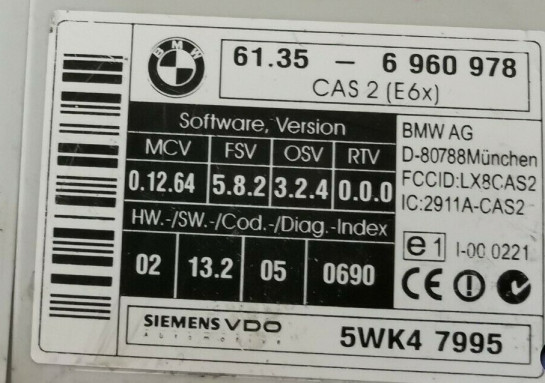 BMW
61.35 – 6 960 978
CAS 2 (E6x)
Software, Version
MCV FSV OSV RTV
0.12.64 5.8.2 3.2.4 0.0.0
HW.-/SW.-/Cod.-/Diag.-Index
02 13.2 05 0690
BMW AG
D-80788München
FCCID:LX8CAS2
IC:2911A-CAS2
e1 I-00 0221
CE
SIEMENS VDO
Automotive
5WK4 7995